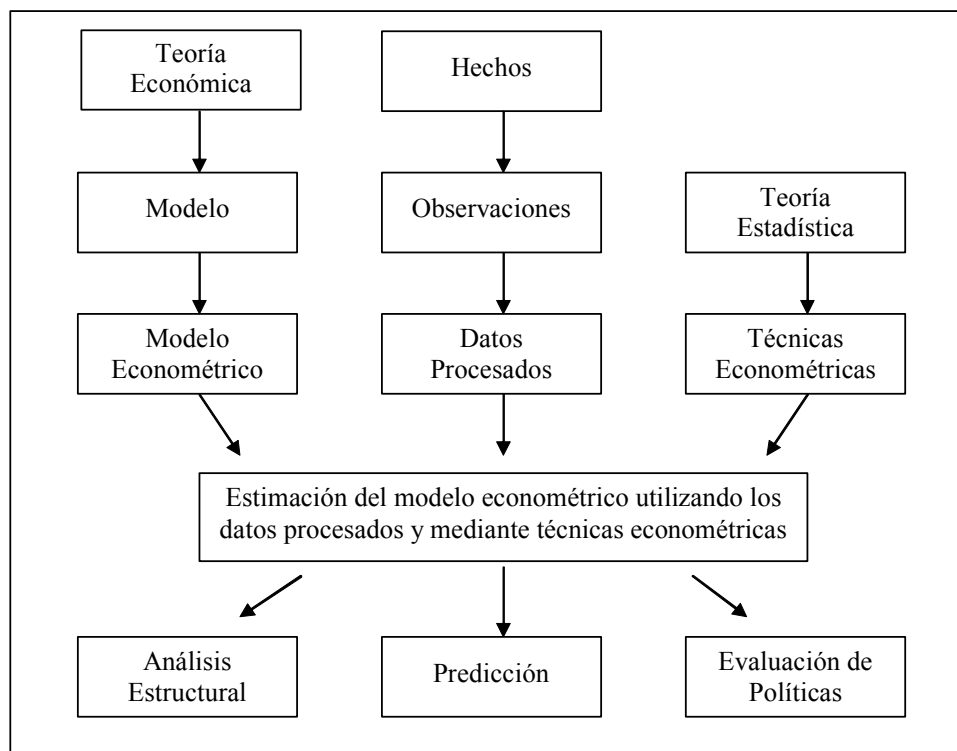 Teoría
Económica
Hechos
Modelo
Observaciones
Teoría
Estadística
Modelo
Econométrico
Datos
Procesados
Técnicas
Econométricas
Estimación del modelo econométrico utilizando los
datos procesados y mediante técnicas econométricas
Análisis
Estructural
Predicción
Evaluación de
Políticas